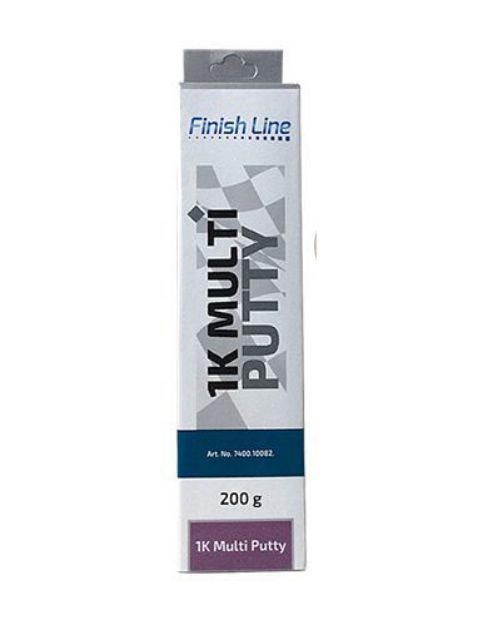 Finish Line
1K MULTI
PUTTY
Art. No. 7400.10082.
200 g
1K Multi Putty